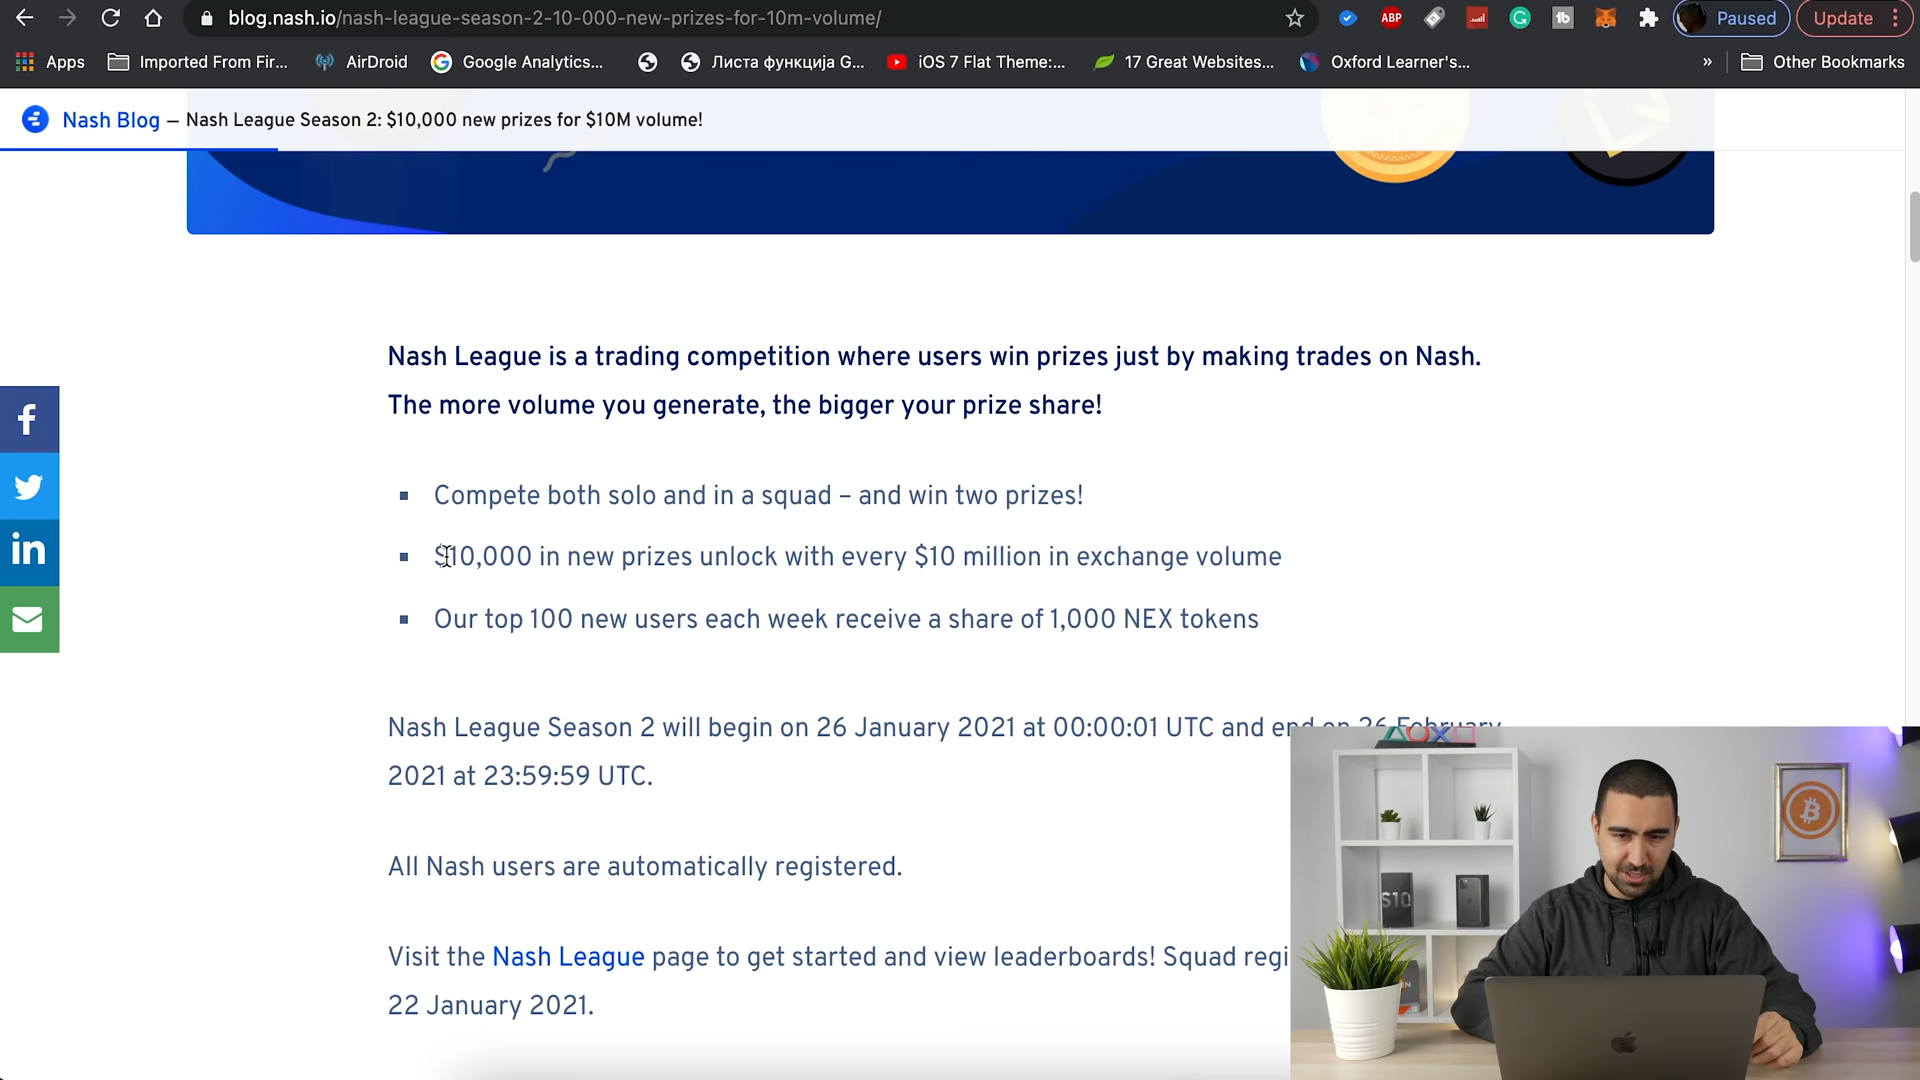 blog.nash.io/nash-league-season-2-10-000-new-prizes-for-10m-volume/
ABP
Paused
Update
Apps
Imported From Fir...
AirDroid
Google Analytics...
Листа функција G...
iOS 7 Flat Theme:...
17 Great Websites...
Oxford Learner's...
»
Other Bookmarks
Nash Blog – Nash League Season 2: $10,000 new prizes for $10M volume!
Nash League is a trading competition where users win prizes just by making trades on Nash.
The more volume you generate, the bigger your prize share!
Compete both solo and in a squad – and win two prizes!
$10,000 in new prizes unlock with every $10 million in exchange volume
Our top 100 new users each week receive a share of 1,000 NEX tokens
Nash League Season 2 will begin on 26 January 2021 at 00:00:01 UTC and end on 26 February
2021 at 23:59:59 UTC.
All Nash users are automatically registered.
Visit the Nash League page to get started and view leaderboards! Squad regi
22 January 2021.
S10